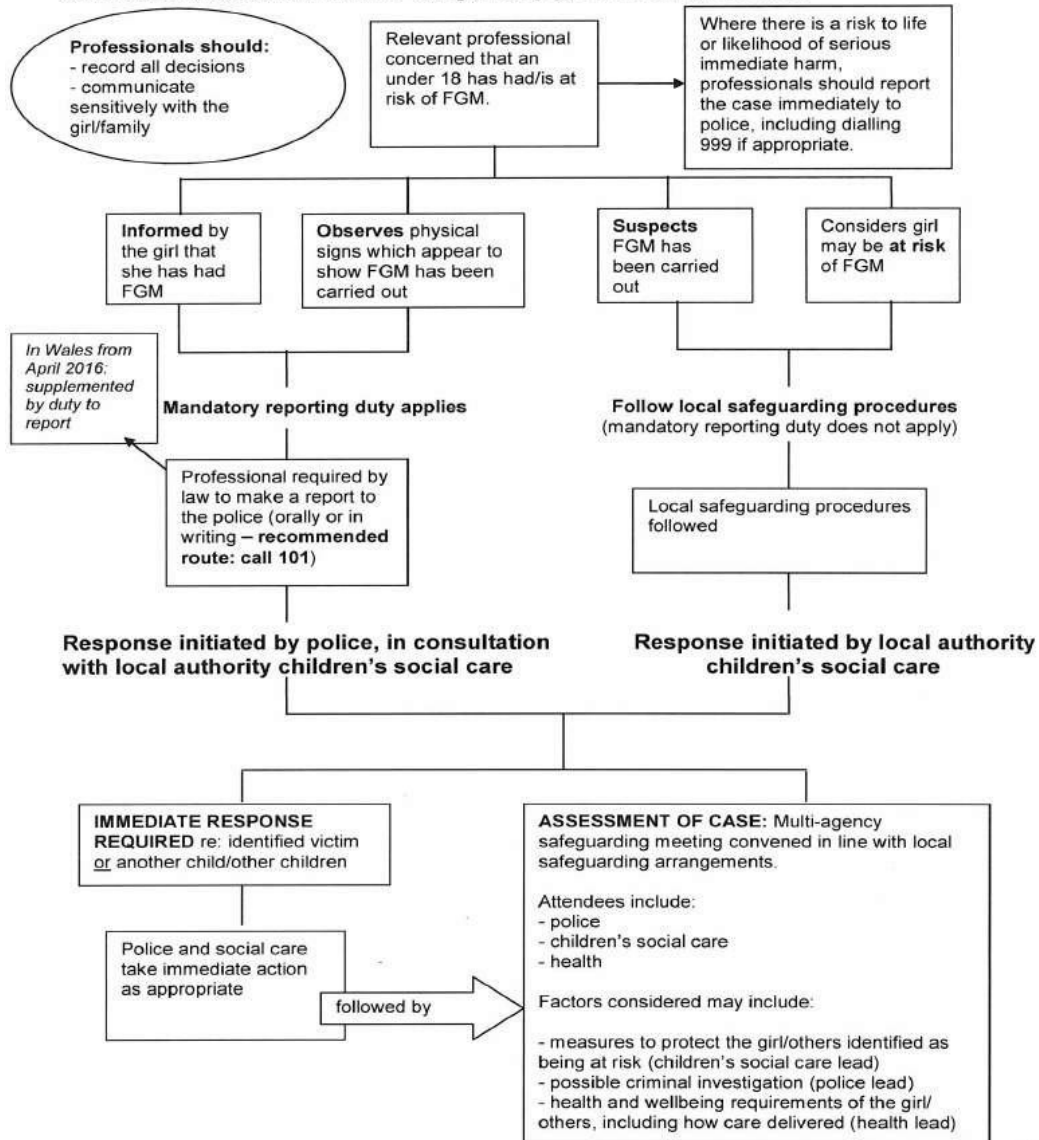 Professionals should:
- record all decisions
- communicate
sensitively with the
girl/family
Relevant professional
concerned that an
under 18 has had/is at
risk of FGM.
Where there is a risk to life
or likelihood of serious
immediate harm,
professionals should report
the case immediately to
police, including dialling
999 if appropriate.
Informed by
the girl that
she has had
FGM
Observes physical
signs which appear to
show FGM has been
carried out
Suspects
FGM has
been carried
out
Considers girl
may be at risk
of FGM
In Wales from
April 2016:
supplemented
by duty to
report
Mandatory reporting duty applies
Follow local safeguarding procedures
(mandatory reporting duty does not apply)
Professional required by
law to make a report to
the police (orally or in
writing – recommended
route: call 101)
Local safeguarding procedures
followed
Response initiated by police, in consultation
with local authority children's social care
Response initiated by local authority
children's social care
IMMEDIATE RESPONSE
REQUIRED re: identified victim
or another child/other children
Police and social care
take immediate action
as appropriate
followed by
ASSESSMENT OF CASE: Multi-agency
safeguarding meeting convened in line with local
safeguarding arrangements.
Attendees include:
- police
- children's social care
- health
Factors considered may include:
- measures to protect the girl/others identified as
being at risk (children's social care lead)
- possible criminal investigation (police lead)
- health and wellbeing requirements of the girl/
others, including how care delivered (health lead)